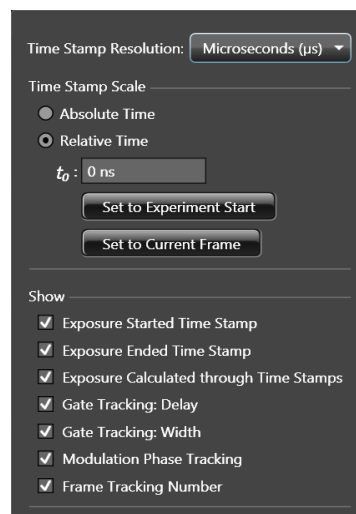 Time Stamp Resolution: Microseconds (µs)
Time Stamp Scale
Absolute Time
Relative Time
t0 : 0 ns
Set to Experiment Start
Set to Current Frame
Show
Exposure Started Time Stamp
Exposure Ended Time Stamp
Exposure Calculated through Time Stamps
Gate Tracking: Delay
Gate Tracking: Width
Modulation Phase Tracking
Frame Tracking Number